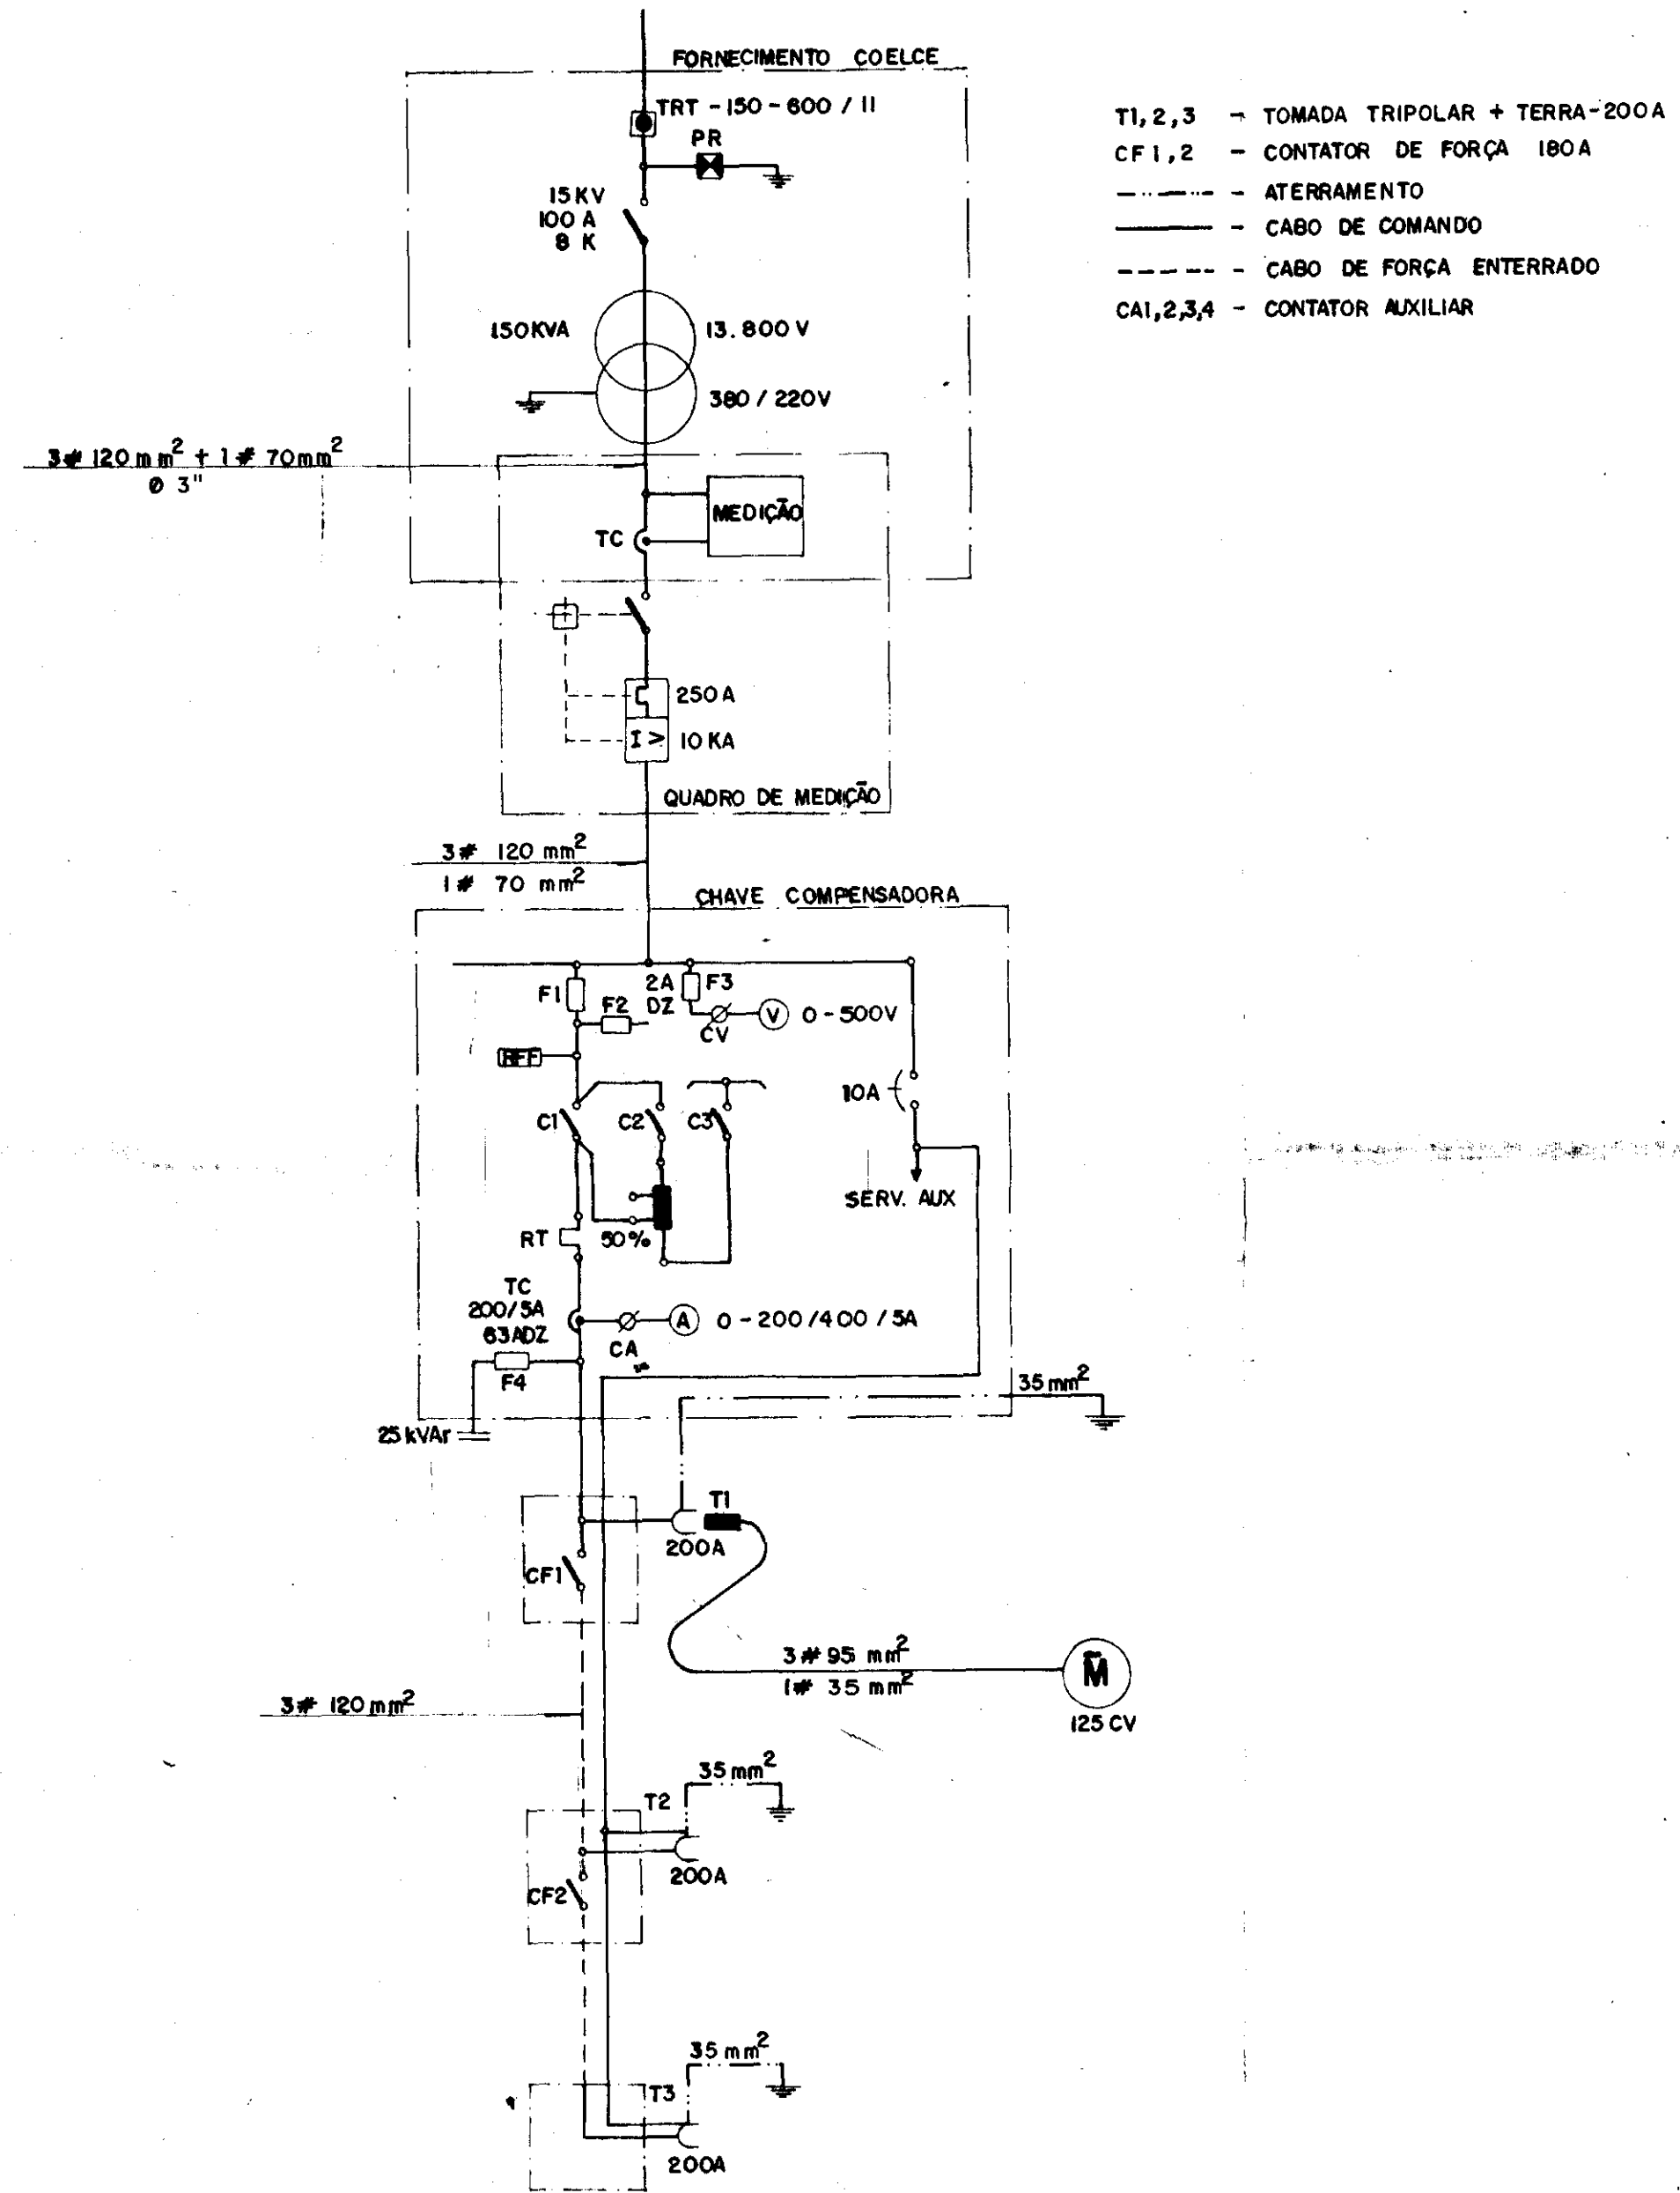 FORNECIMENTO COELCE
TRT -150-600 / 11
PR
15KV
100 A
8 K
150KVA
13.800 V
380 / 220V
3# 120 mm² + 1 # 70mm²
Ø 3"
MEDIÇÃO
TC
250 A
I > 10 KA
QUADRO DE MEDIÇÃO
3# 120 mm²
1# 70 mm²
CHAVE COMPENSADORA
F1
F2
2A
DZ
F3
CV
V
0-500V
RFF
C1
C2
C3
10A
SERV. AUX
RT
50%
TC
200/5A
63ADZ
CA
A
0-200/400/5A
F4
25 kVAr
35 mm²
T1
200A
CF1
3# 95 mm²
1# 35 mm²
M
125 CV
3# 120 mm²
35 mm²
T2
200A
CF2
35 mm²
T3
200A
T1, 2, 3 - TOMADA TRIPOLAR + TERRA-200A
CF 1, 2 - CONTATOR DE FORÇA 180A
- ATERRAMENTO
- CABO DE COMANDO
- CABO DE FORÇA ENTERRADO
CA1,2,3,4 - CONTATOR AUXILIAR